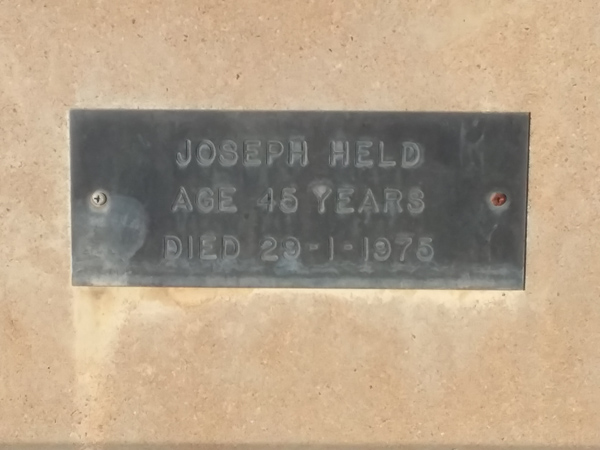 JOSEPH HELD
AGE 45 YEARS
DIED 29-1-1975